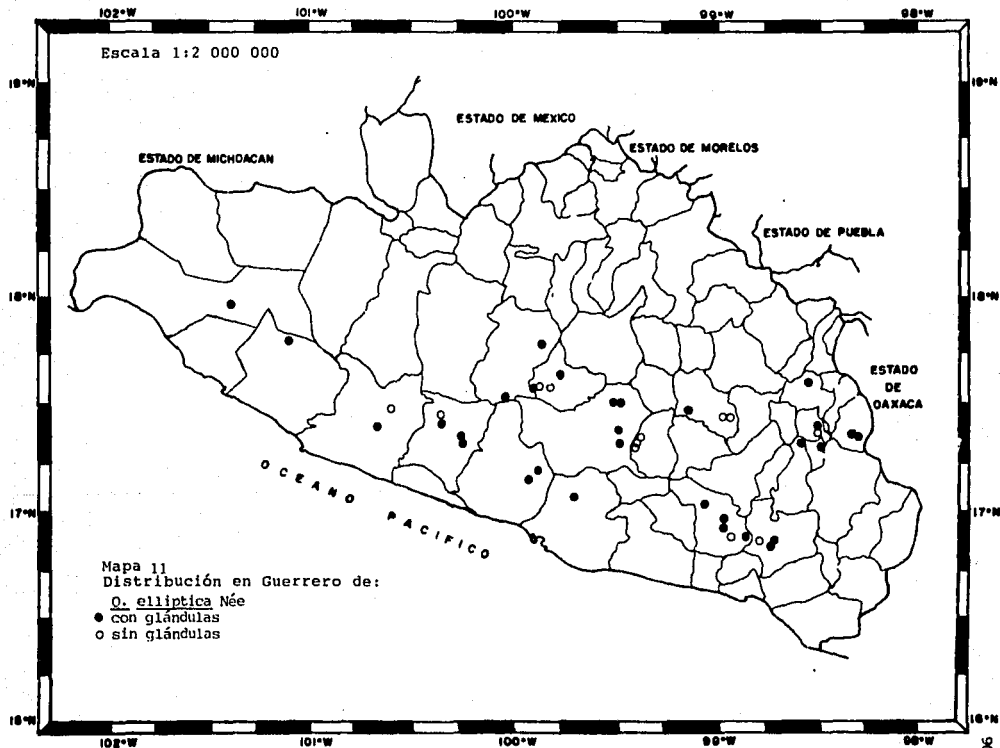 102°W 101°W 100°W 99°W 98°W
Escala 1:2 000 000
19°N 19°N
ESTADO DE MEXICO
ESTADO DE MORELOS
ESTADO DE MICHOACAN
ESTADO DE PUEBLA
18°N 18°N
ESTADO
DE
OAXACA
OCEANO PACIFICO
17°N 17°N
Mapa 11
Distribución en Guerrero de:
Q. elliptica Née
● con glándulas
○ sin glándulas
16°N 16°N
102°W 101°W 100°W 99°W 98°W